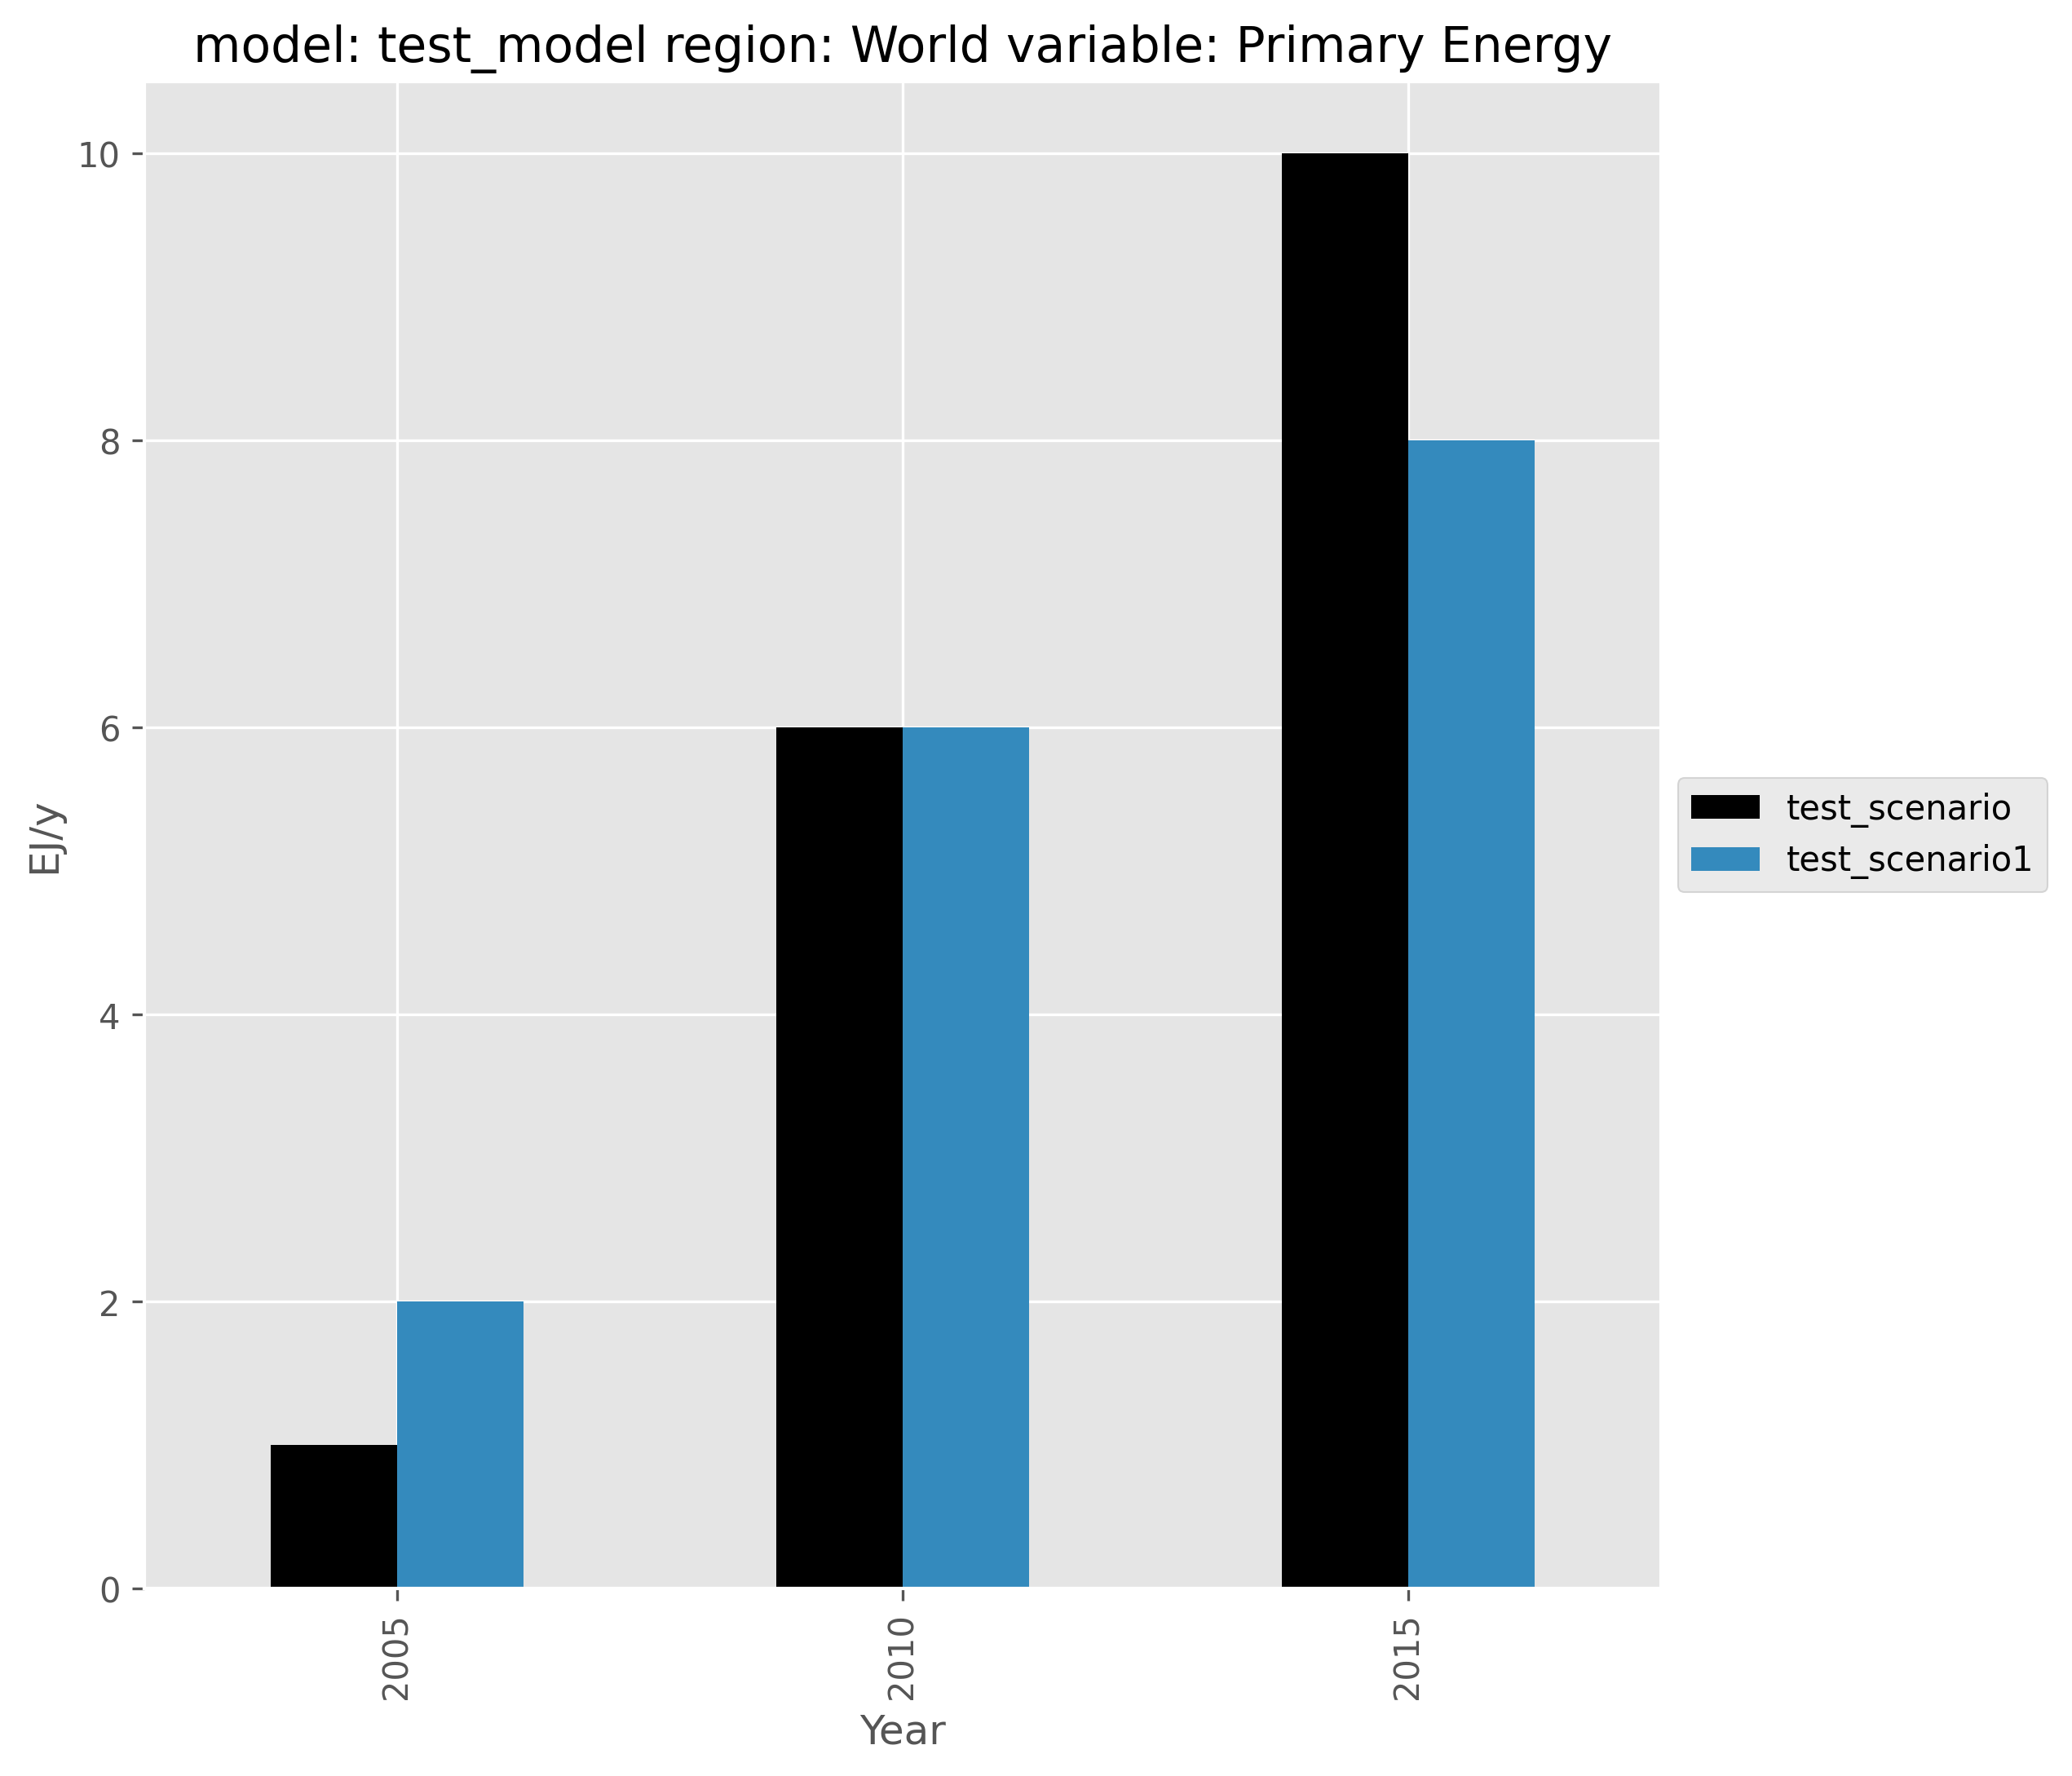 model: test_model region: World variable: Primary Energy
10
8
6
4
2
0
EJ/y
2005
2010
2015
Year
test_scenario
test_scenario1